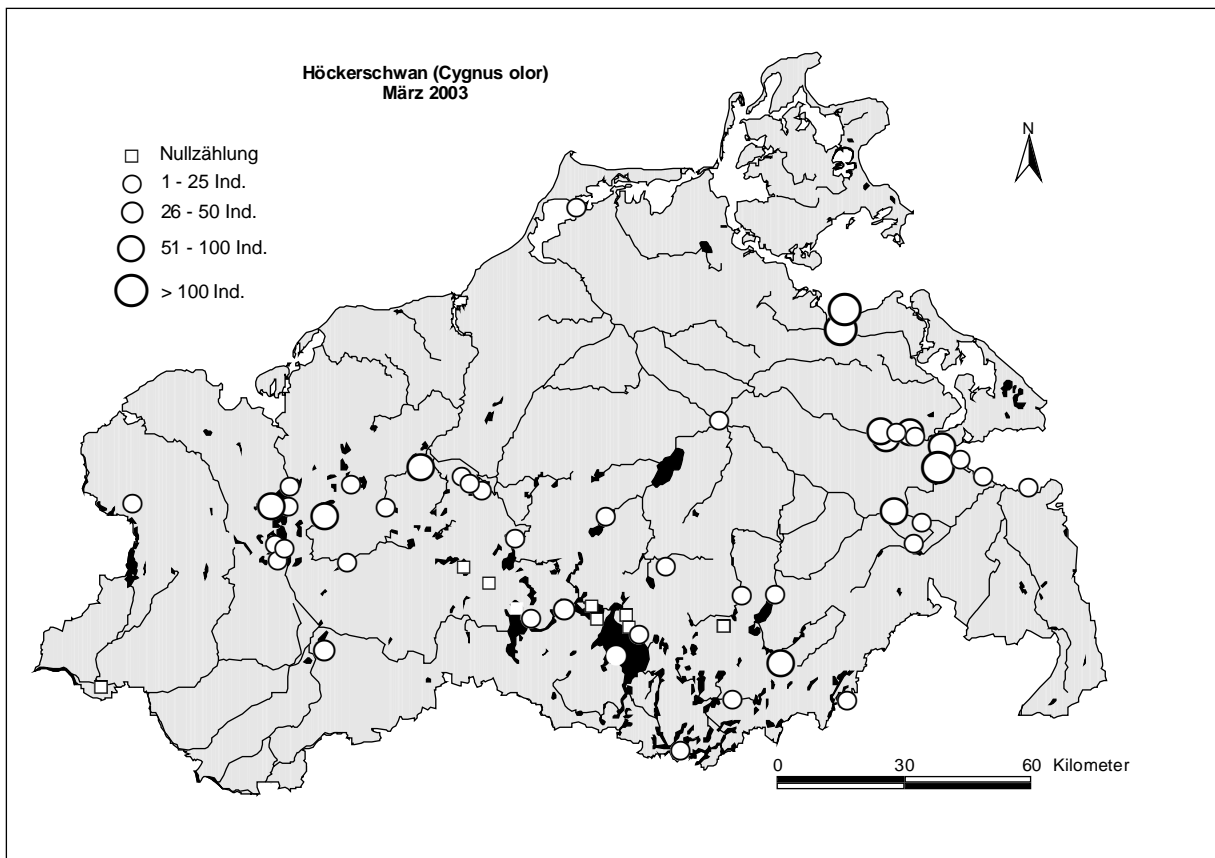 Höckerschwan (Cygnus olor)
März 2003
N
Nullzählung
1 - 25 Ind.
26 - 50 Ind.
51 - 100 Ind.
> 100 Ind.
0 30 60 Kilometer